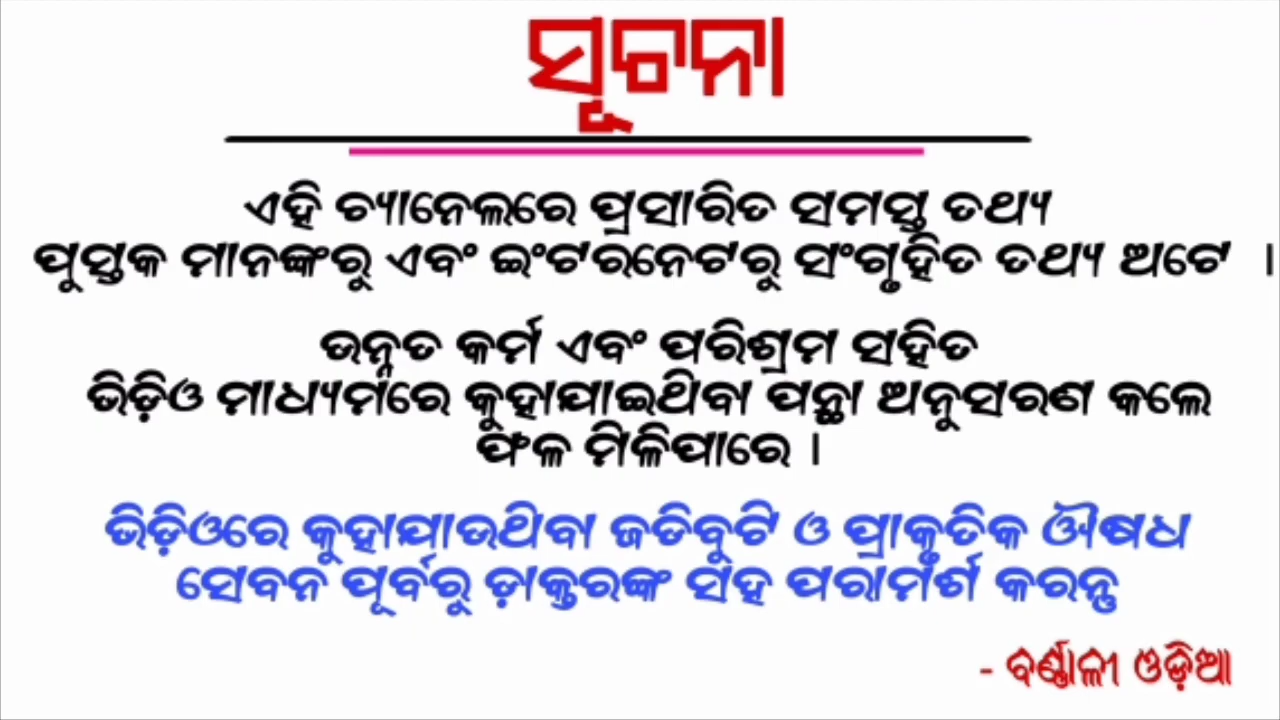 ସୂଚନା
ଏହି ଚ୍ୟାନେଲରେ ପ୍ରସାରିତ ସମସ୍ତ ତଥ୍ୟ
ପୁସ୍ତକ ମାନଙ୍କରୁ ଏବଂ ଇଂଟରନେଟରୁ ସଂଗୃହିତ ତଥ୍ୟ ଅଟେ ।
ଉନ୍ନତ କର୍ମ ଏବଂ ପରିଶ୍ରମ ସହିତ
ଭିଡ଼ିଓ ମାଧ୍ୟମରେ କୁହାଯାଇଥିବା ପନ୍ଥା ଅନୁସରଣ କଲେ
ଫଳ ମିଳିପାରେ ।
ଭିଡ଼ିଓରେ କୁହାଯାଉଥିବା ଜଡିବୁଟି ଓ ପ୍ରାକୃତିକ ଔଷଧ
ସେବନ ପୂର୍ବରୁ ଡ଼ାକ୍ତରଙ୍କ ସହ ପରାମର୍ଶ କରନ୍ତୁ
- ବର୍ଣ୍ଣାଳୀ ଓଡ଼ିଆ